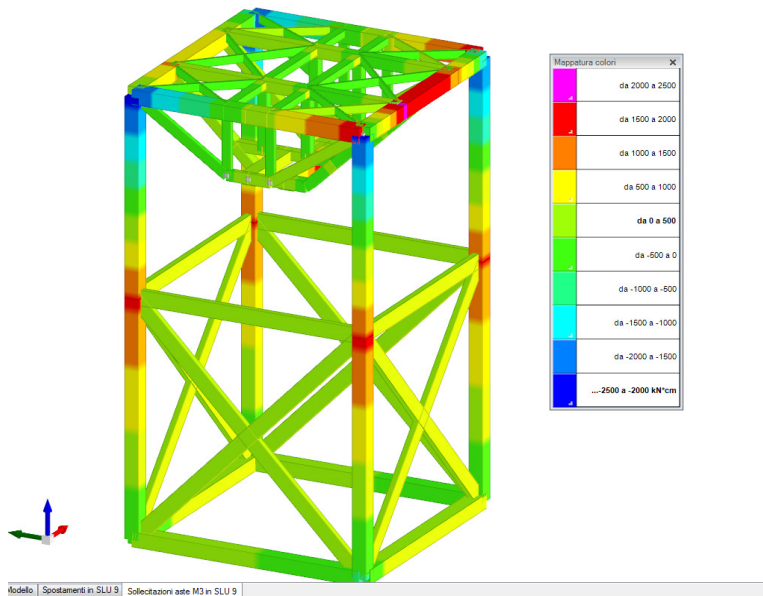 Mappatura colori
da 2000 a 2500
da 1500 a 2000
da 1000 a 1500
da 500 a 1000
da 0 a 500
da -500 a 0
da -1000 a -500
da -1500 a -1000
da -2000 a -1500
...-2500 a -2000 kN*cm
Modello Spostamenti in SLU 9 Sollecitazioni aste M3 in SLU 9